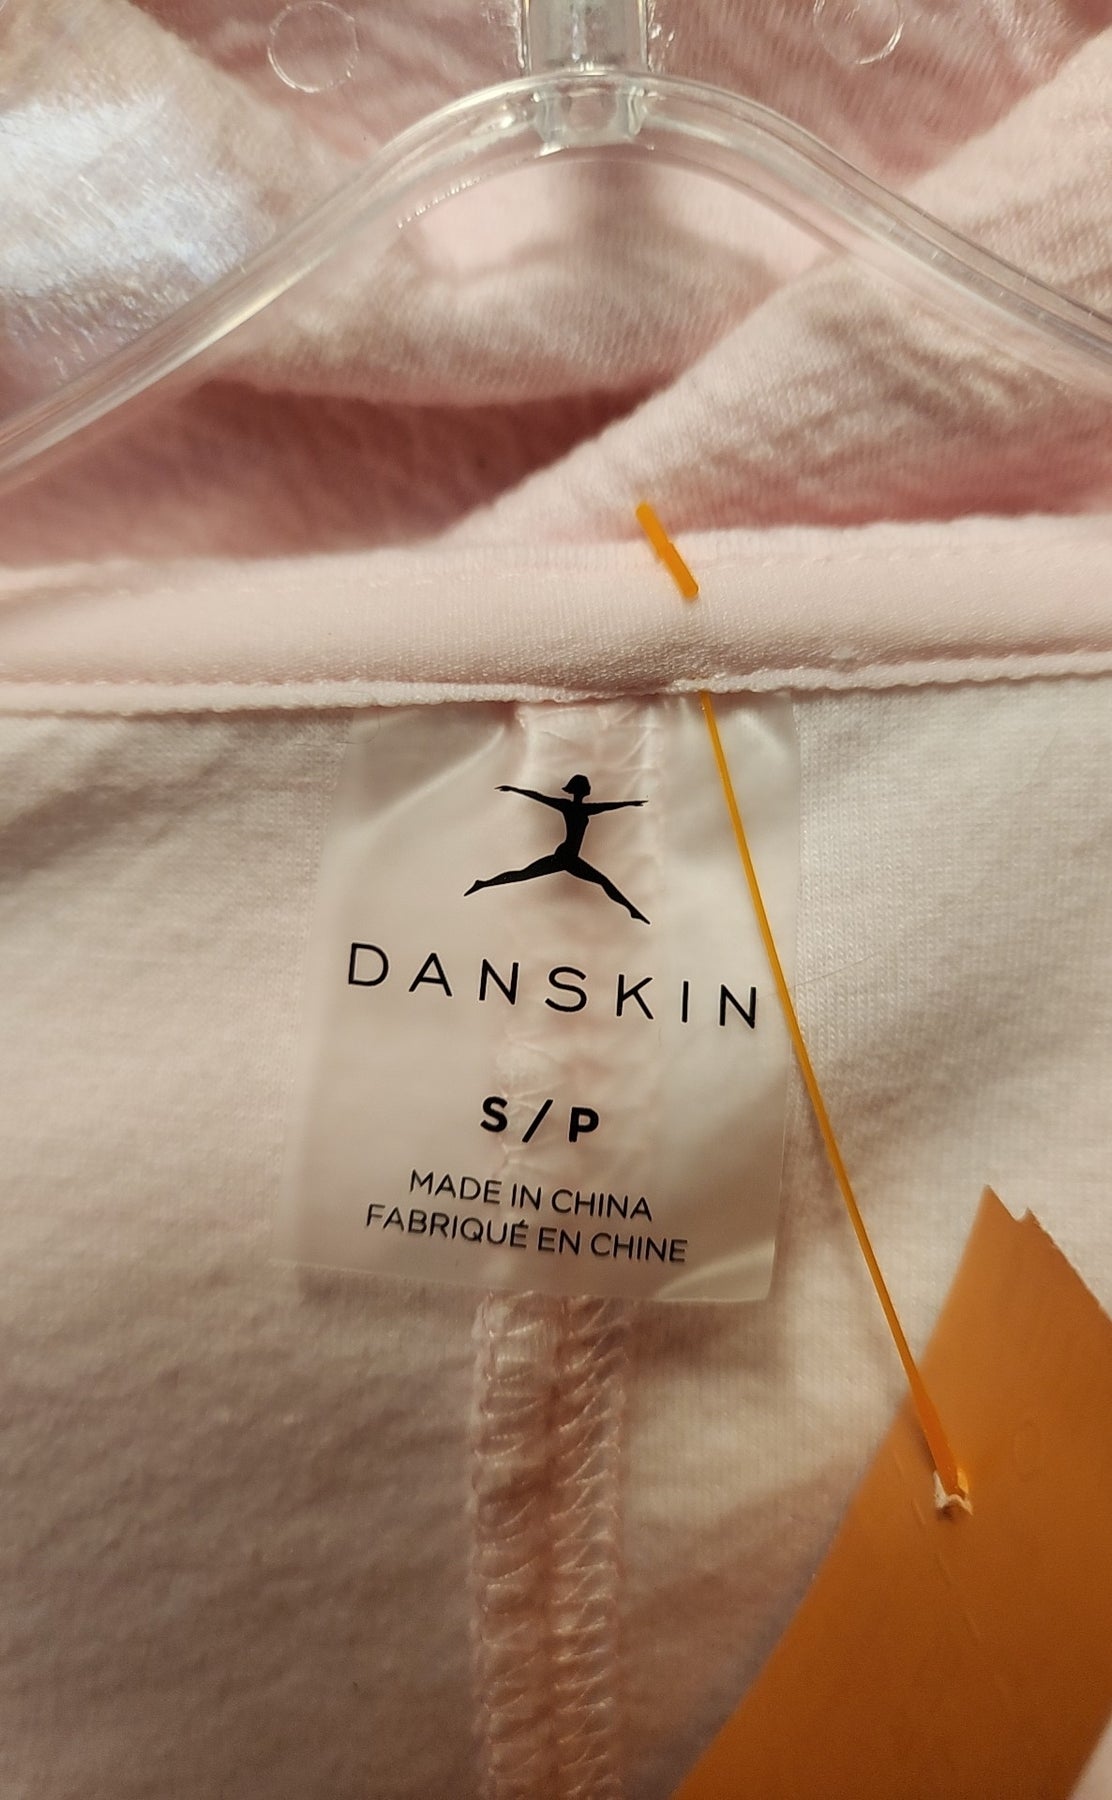 DANSKIN
S / P
MADE IN CHINA
FABRIQUÉ EN CHINE